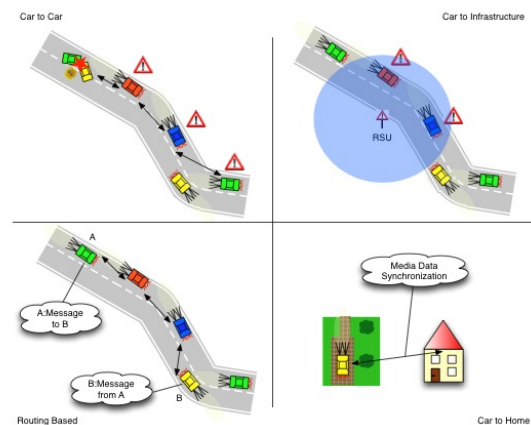 Car to Car
Car to Infrastructure
RSU
A
A:Message
to B
B:Message
from A
B
Media Data
Synchronization
Routing Based
Car to Home